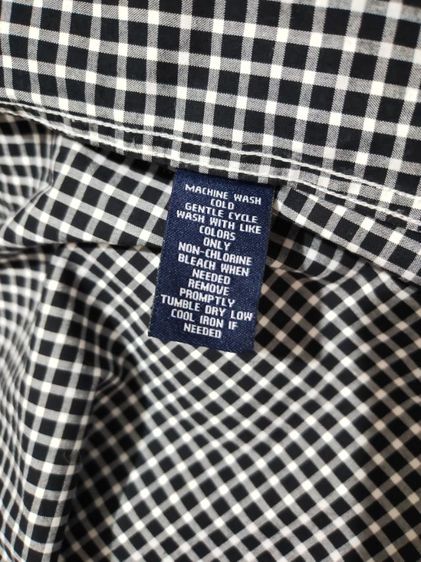 MACHINE WASH
COLD
GENTLE CYCLE
WASH WITH LIKE
COLORS
ONLY
NON-CHLORINE
BLEACH WHEN
NEEDED
REMOVE
PROMPTLY
TUMBLE DRY LOW
COOL IRON IF
NEEDED